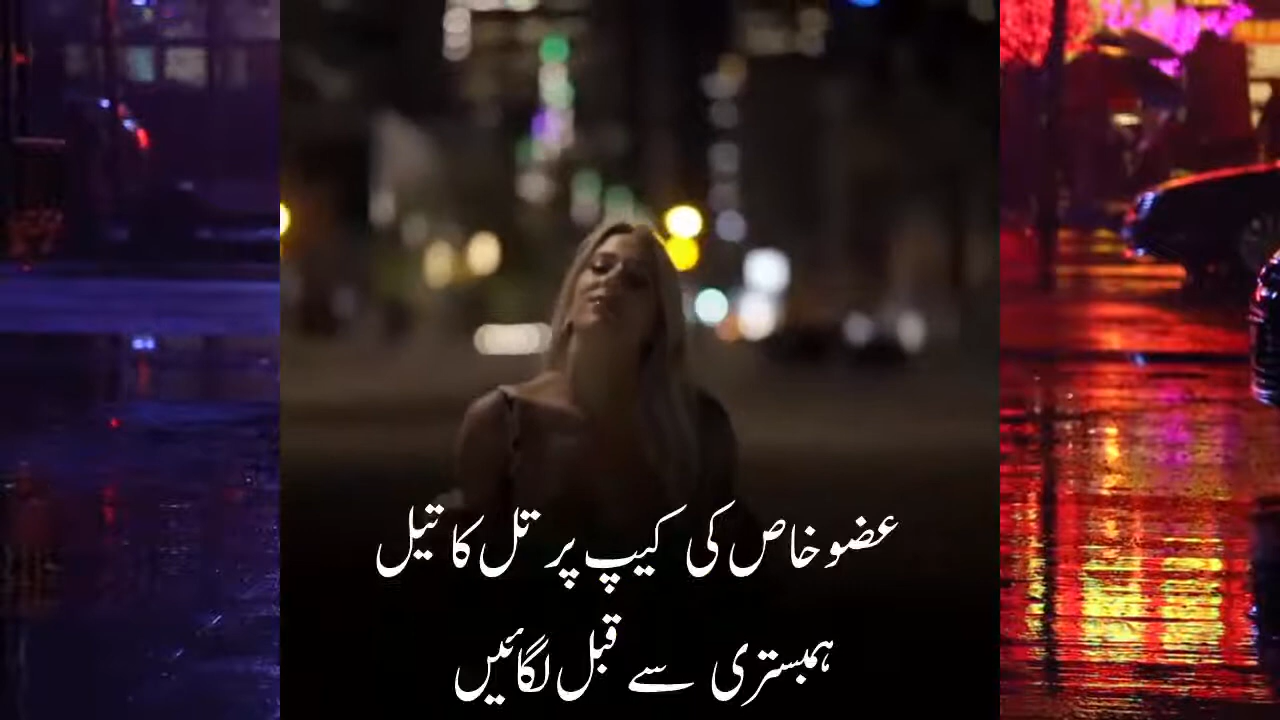 عضو خاص کی کیپ پر تل کا تیل
ہمبستری سے قبل لگائیں